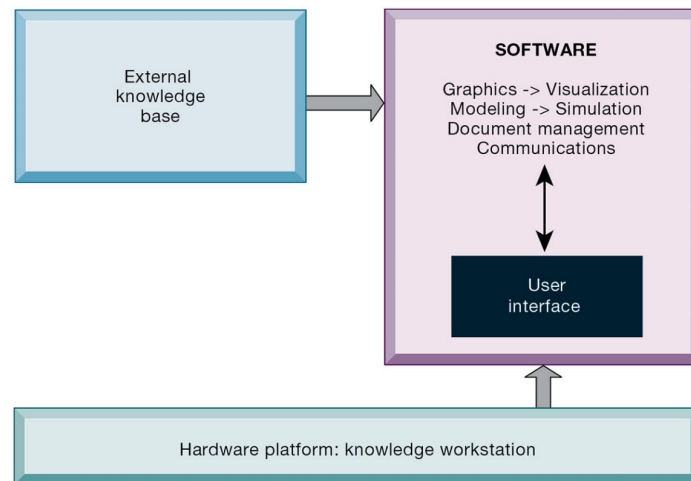 External
knowledge
base
SOFTWARE
Graphics -> Visualization
Modeling -> Simulation
Document management
Communications
User
interface
Hardware platform: knowledge workstation